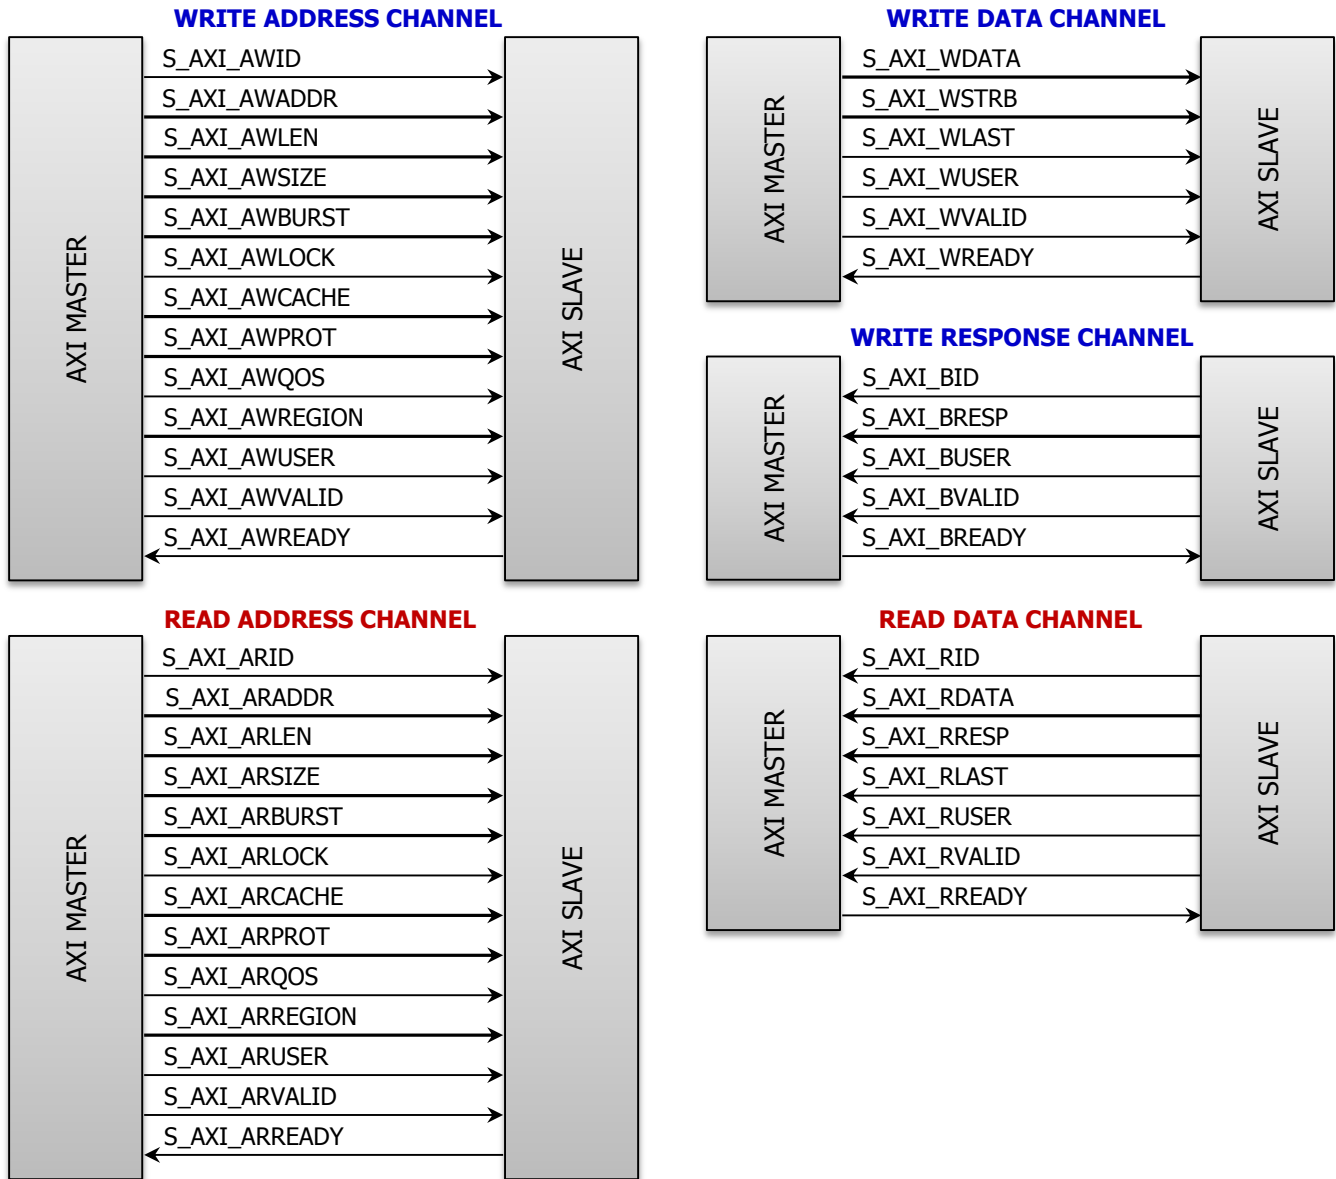 WRITE ADDRESS CHANNEL
AXI MASTER
S_AXI_AWID
S_AXI_AWADDR
S_AXI_AWLEN
S_AXI_AWSIZE
S_AXI_AWBURST
S_AXI_AWLOCK
S_AXI_AWCACHE
S_AXI_AWPROT
S_AXI_AWQOS
S_AXI_AWREGION
S_AXI_AWUSER
S_AXI_AWVALID
S_AXI_AWREADY
AXI SLAVE
WRITE DATA CHANNEL
AXI MASTER
S_AXI_WDATA
S_AXI_WSTRB
S_AXI_WLAST
S_AXI_WUSER
S_AXI_WVALID
S_AXI_WREADY
AXI SLAVE
WRITE RESPONSE CHANNEL
AXI MASTER
S_AXI_BID
S_AXI_BRESP
S_AXI_BUSER
S_AXI_BVALID
S_AXI_BREADY
AXI SLAVE
READ ADDRESS CHANNEL
AXI MASTER
S_AXI_ARID
S_AXI_ARADDR
S_AXI_ARLEN
S_AXI_ARSIZE
S_AXI_ARBURST
S_AXI_ARLOCK
S_AXI_ARCACHE
S_AXI_ARPROT
S_AXI_ARQOS
S_AXI_ARREGION
S_AXI_ARUSER
S_AXI_ARVALID
S_AXI_ARREADY
AXI SLAVE
READ DATA CHANNEL
AXI MASTER
S_AXI_RID
S_AXI_RDATA
S_AXI_RRESP
S_AXI_RLAST
S_AXI_RUSER
S_AXI_RVALID
S_AXI_RREADY
AXI SLAVE